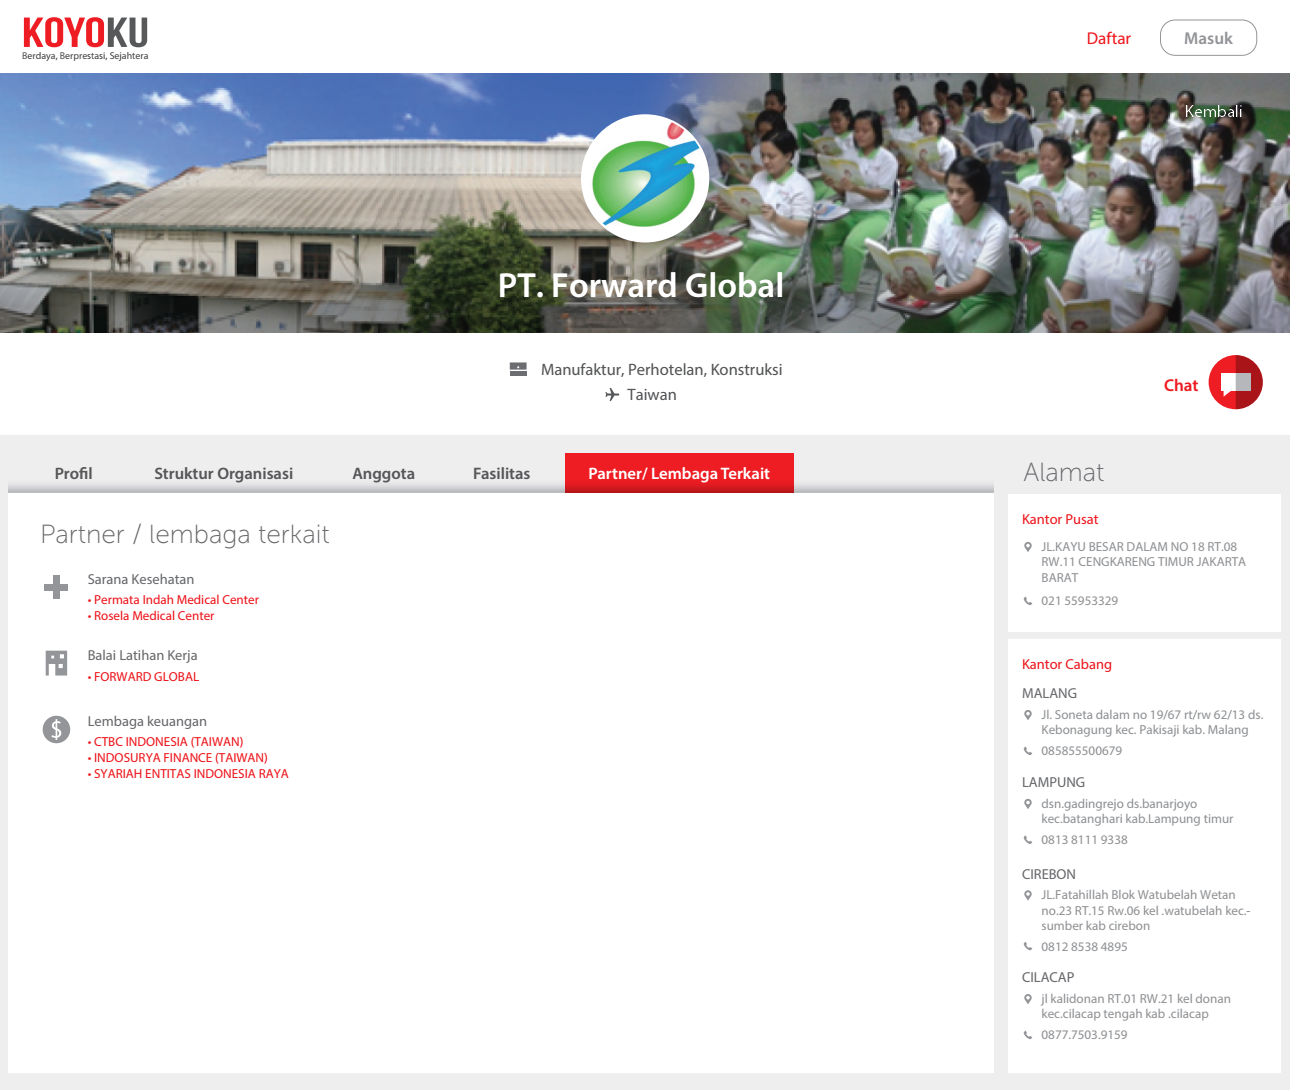 KOYOKU
Berdaya, Berprestasi, Sejahtera
Daftar
Masuk
Kembali
PT. Forward Global
Manufaktur, Perhotelan, Konstruksi
Taiwan
Chat
Profil
Struktur Organisasi
Anggota
Fasilitas
Partner/ Lembaga Terkait
Partner / lembaga terkait
Sarana Kesehatan
• Permata Indah Medical Center
• Rosela Medical Center
Balai Latihan Kerja
• FORWARD GLOBAL
Lembaga keuangan
• CTBC INDONESIA (TAIWAN)
• INDOSURYA FINANCE (TAIWAN)
• SYARIAH ENTITAS INDONESIA RAYA
Alamat
Kantor Pusat
JL.KAYU BESAR DALAM NO 18 RT.08
RW.11 CENGKARENG TIMUR JAKARTA
BARAT
021 55953329
Kantor Cabang
MALANG
Jl. Soneta dalam no 19/67 rt/rw 62/13 ds.
Kebonagung kec. Pakisaji kab. Malang
085855500679
LAMPUNG
dsn.gadingrejo ds.banarjoyo
kec.batanghari kab.Lampung timur
0813 8111 9338
CIREBON
JL.Fatahillah Blok Watubelah Wetan
no.23 RT.15 Rw.06 kel .watubelah kec.-
sumber kab cirebon
0812 8538 4895
CILACAP
jl kalidonan RT.01 RW.21 kel donan
kec.cilacap tengah kab .cilacap
0877.7503.9159